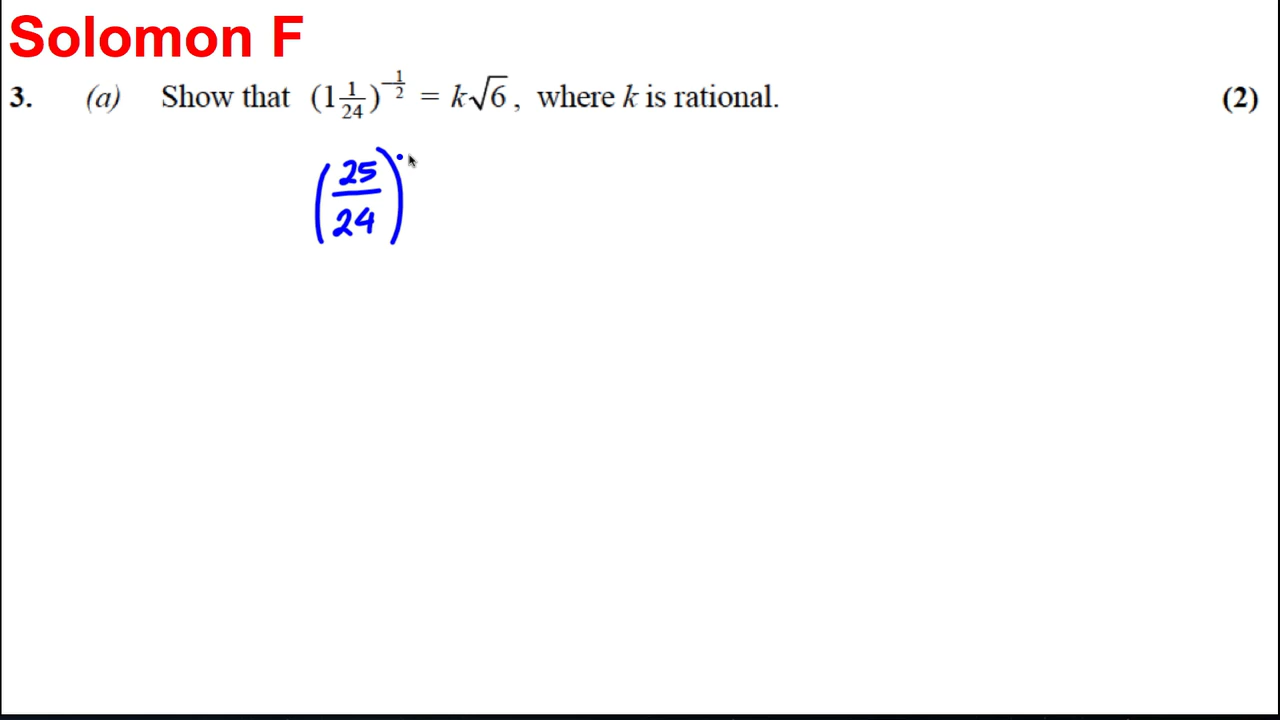 Solomon F
3. (a) Show that (1 1/24)^(-1/2) = k√6, where k is rational. (2)
(25/24)